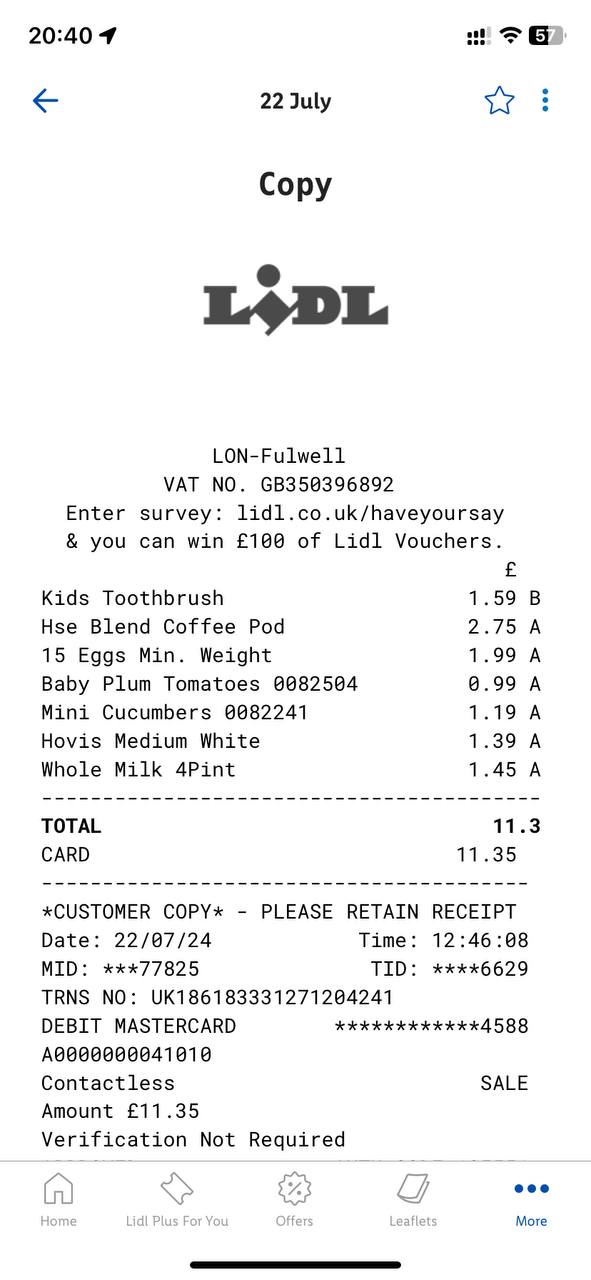 20:40
57
22 July
Copy
LiDL
LON-Fulwell
VAT NO. GB350396892
Enter survey: lidl.co.uk/haveyoursay
& you can win £100 of Lidl Vouchers.
£
Kids Toothbrush 1.59 B
Hse Blend Coffee Pod 2.75 A
15 Eggs Min. Weight 1.99 A
Baby Plum Tomatoes 0082504 0.99 A
Mini Cucumbers 0082241 1.19 A
Hovis Medium White 1.39 A
Whole Milk 4Pint 1.45 A
-----------------------------------------
TOTAL 11.3
CARD 11.35
----------------------------------------
*CUSTOMER COPY* - PLEASE RETAIN RECEIPT
Date: 22/07/24 Time: 12:46:08
MID: ***77825 TID: ****6629
TRNS NO: UK186183331271204241
DEBIT MASTERCARD ************4588
A0000000041010
Contactless SALE
Amount £11.35
Verification Not Required
Home Lidl Plus For You Offers Leaflets More